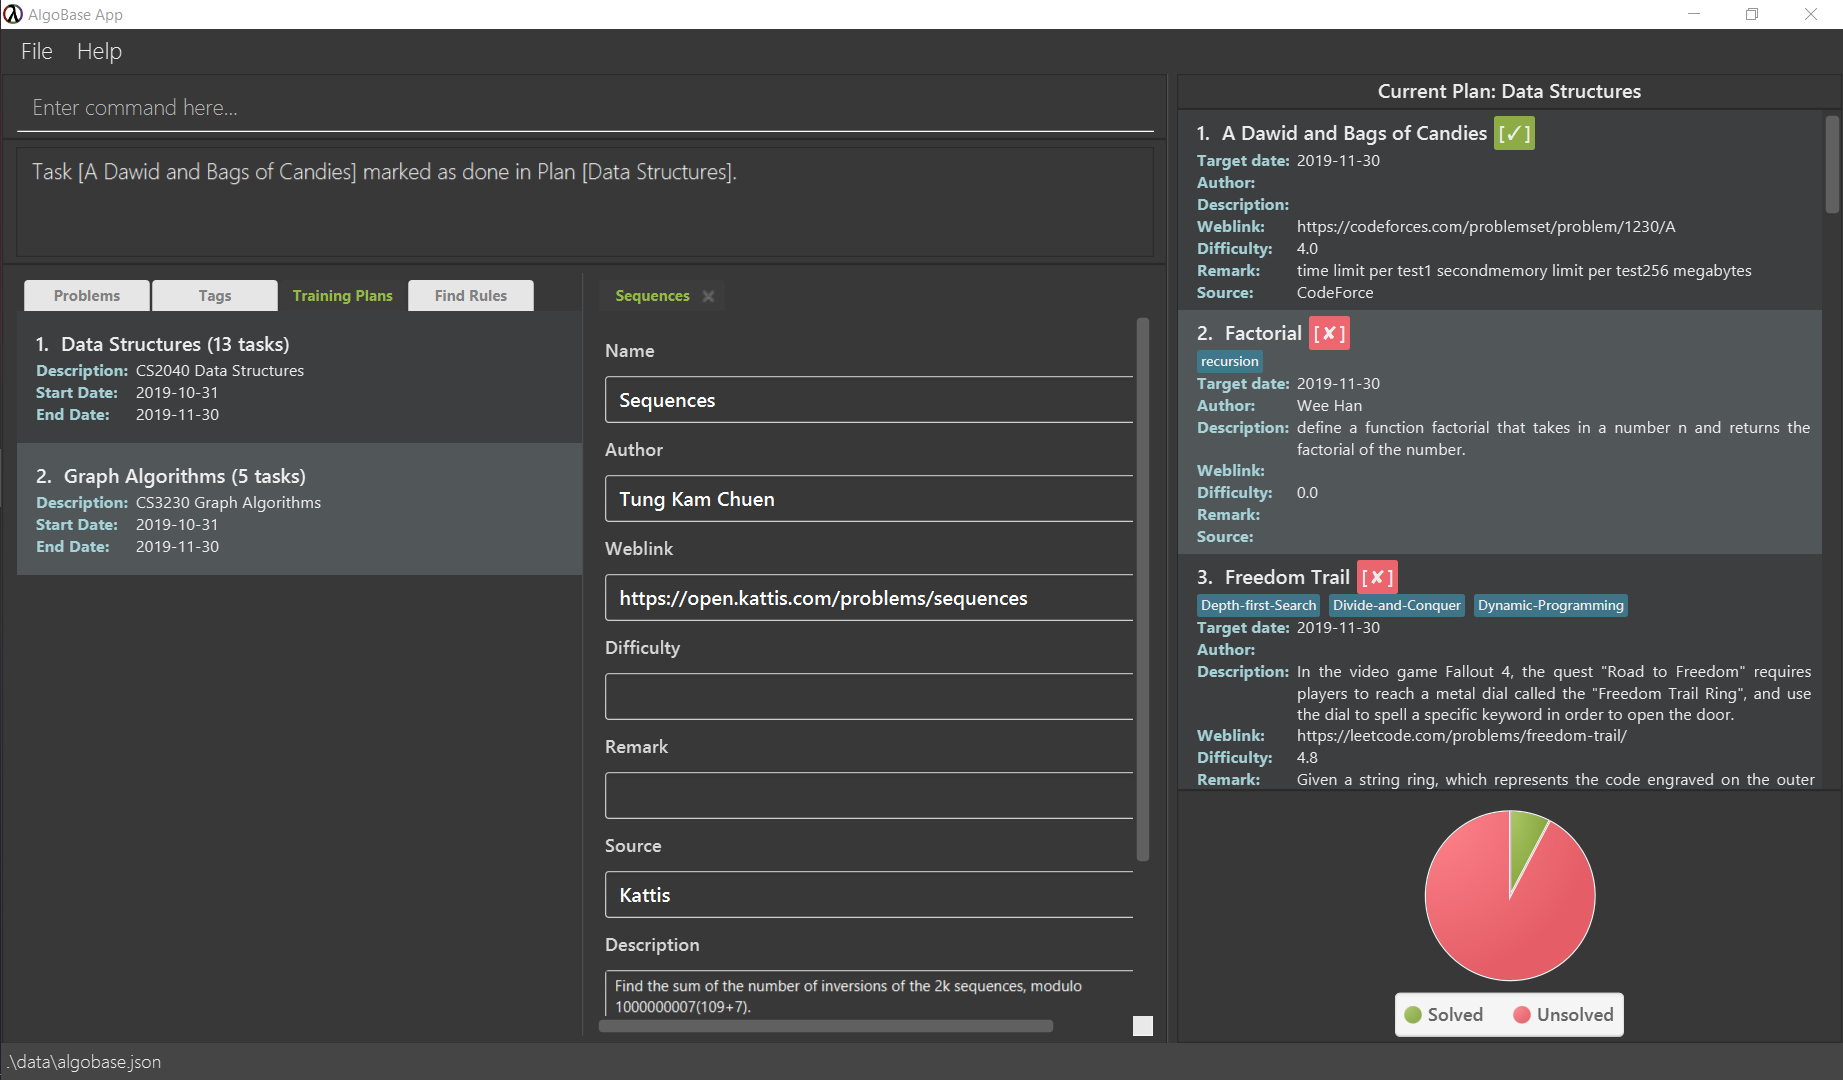 AlgoBase App
File Help
Enter command here...
Task [A Dawid and Bags of Candies] marked as done in Plan [Data Structures].
Problems Tags Training Plans Find Rules
1. Data Structures (13 tasks)
Description: CS2040 Data Structures
Start Date: 2019-10-31
End Date: 2019-11-30
2. Graph Algorithms (5 tasks)
Description: CS3230 Graph Algorithms
Start Date: 2019-10-31
End Date: 2019-11-30
Sequences
Name
Sequences
Author
Tung Kam Chuen
Weblink
https://open.kattis.com/problems/sequences
Difficulty
Remark
Source
Kattis
Description
Find the sum of the number of inversions of the 2k sequences, modulo
1000000007(109+7).
Current Plan: Data Structures
1. A Dawid and Bags of Candies [✓]
Target date: 2019-11-30
Author:
Description:
Weblink: https://codeforces.com/problemset/problem/1230/A
Difficulty: 4.0
Remark: time limit per test1 secondmemory limit per test256 megabytes
Source: CodeForce
2. Factorial [✘]
recursion
Target date: 2019-11-30
Author: Wee Han
Description: define a function factorial that takes in a number n and returns the
factorial of the number.
Weblink:
Difficulty: 0.0
Remark:
Source:
3. Freedom Trail [✘]
Depth-first-Search Divide-and-Conquer Dynamic-Programming
Target date: 2019-11-30
Author:
Description: In the video game Fallout 4, the quest "Road to Freedom" requires
players to reach a metal dial called the "Freedom Trail Ring", and use
the dial to spell a specific keyword in order to open the door.
Weblink: https://leetcode.com/problems/freedom-trail/
Difficulty: 4.8
Remark: Given a string ring, which represents the code engraved on the outer
Solved Unsolved
.\data\algobase.json